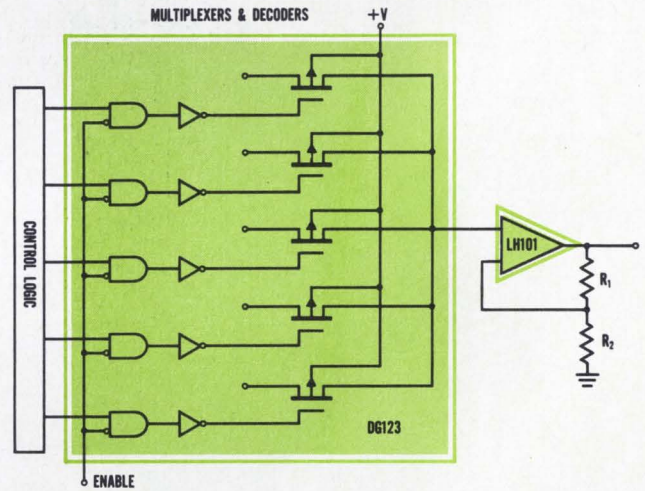 MULTIPLEXERS & DECODERS
+V
CONTROL LOGIC
LH101
R1
R2
DG123
ENABLE